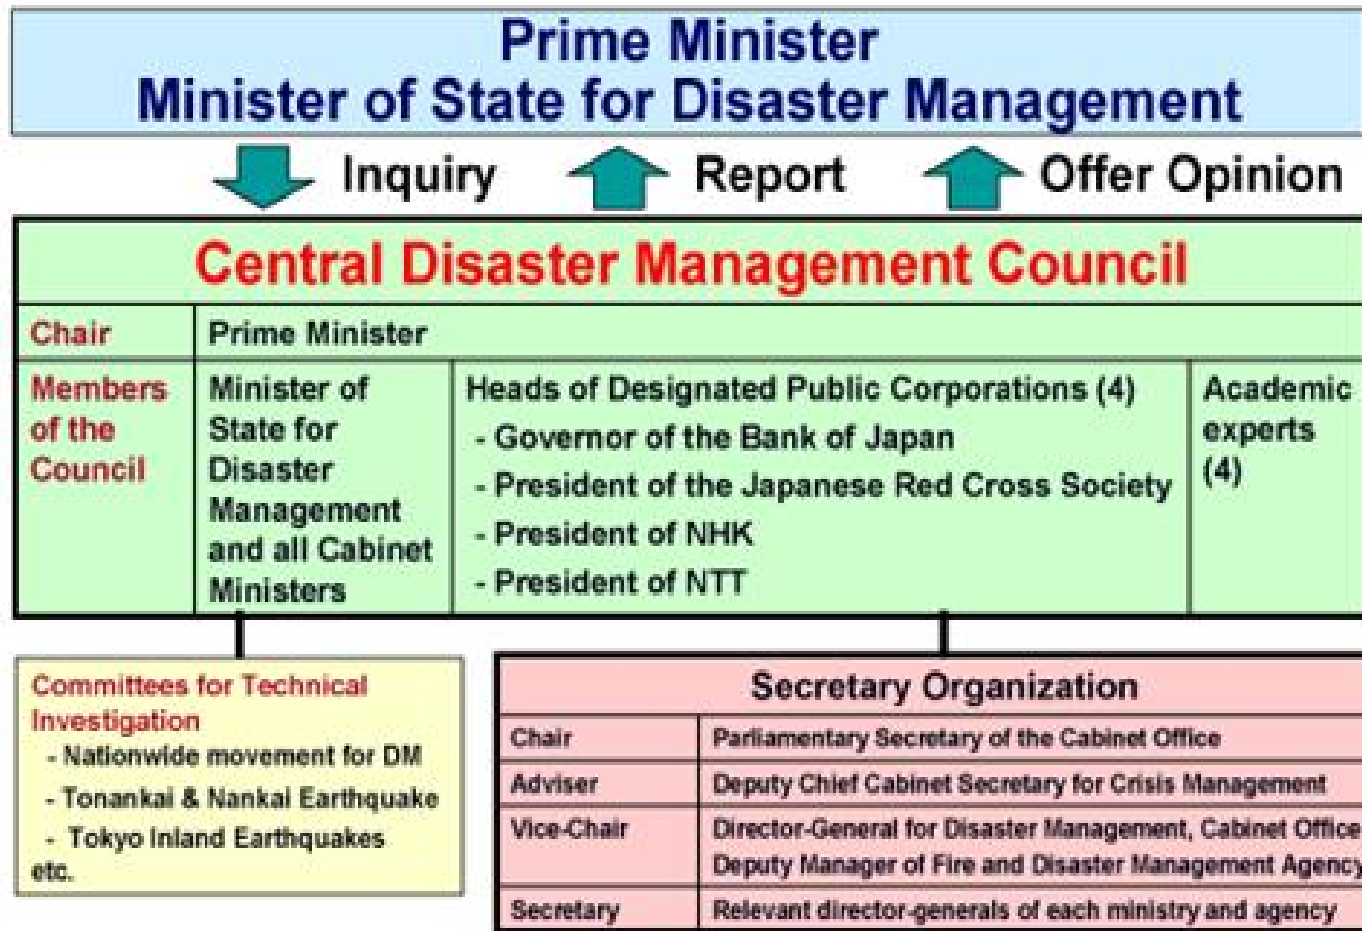 Prime Minister
Minister of State for Disaster Management
Inquiry
Report
Offer Opinion
Central Disaster Management Council
Chair
Prime Minister
Members
of the
Council
Minister of
State for
Disaster
Management
and all Cabinet
Ministers
Heads of Designated Public Corporations (4)
- Governor of the Bank of Japan
- President of the Japanese Red Cross Society
- President of NHK
- President of NTT
Academic
experts
(4)
Committees for Technical
Investigation
- Nationwide movement for DM
- Tonankai & Nankai Earthquake
- Tokyo Inland Earthquakes
etc.
Secretary Organization
Chair
Parliamentary Secretary of the Cabinet Office
Adviser
Deputy Chief Cabinet Secretary for Crisis Management
Vice-Chair
Director-General for Disaster Management, Cabinet Office
Deputy Manager of Fire and Disaster Management Agency
Secretary
Relevant director-generals of each ministry and agency